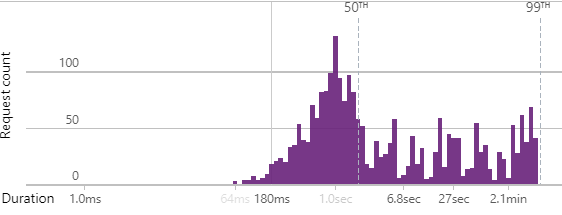 50TH
99TH
Request count
100
50
0
Duration
1.0ms
64ms
180ms
1.0sec
6.8sec
27sec
2.1min